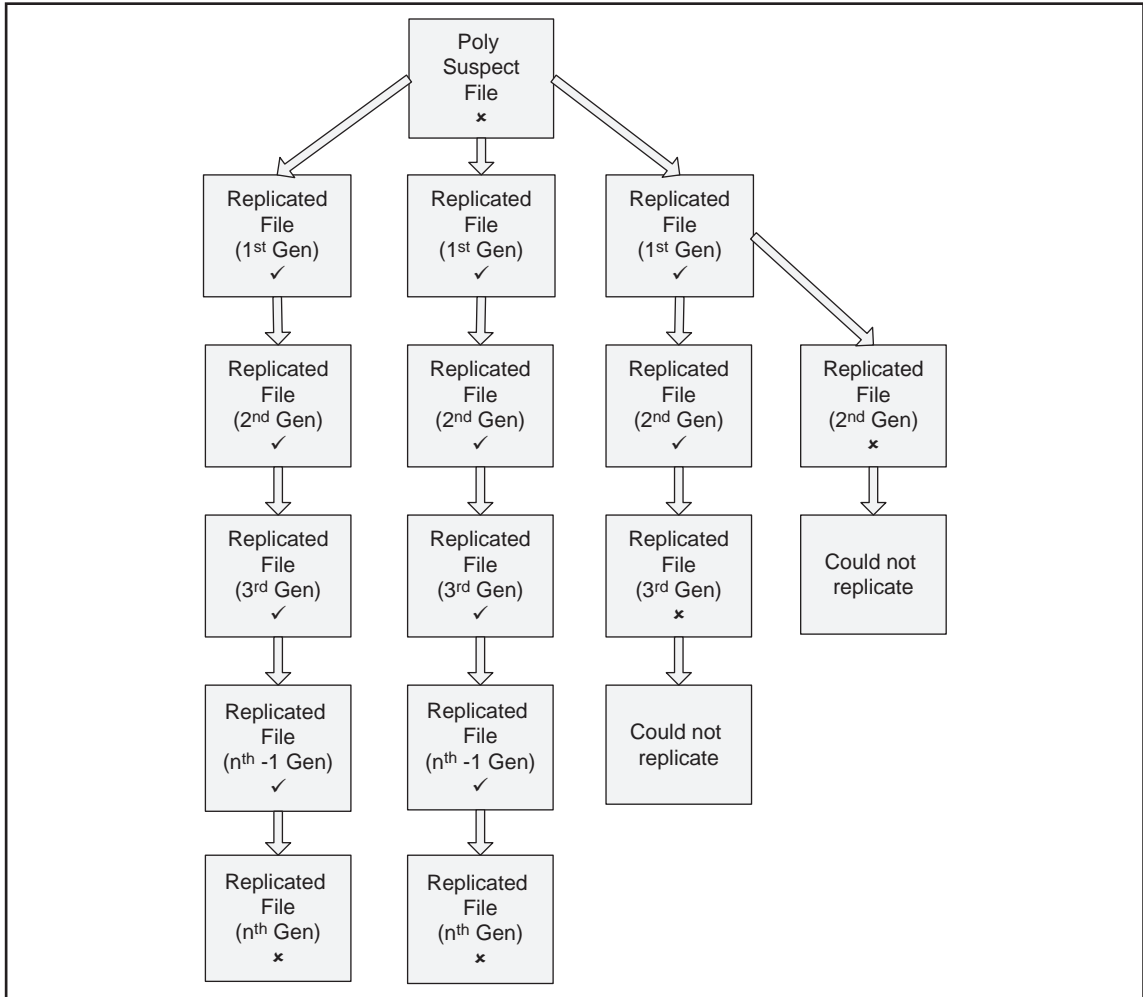 Poly
Suspect
File
✘
Replicated
File
(1st Gen)
✓
Replicated
File
(1st Gen)
✓
Replicated
File
(1st Gen)
✓
Replicated
File
(2nd Gen)
✓
Replicated
File
(2nd Gen)
✓
Replicated
File
(2nd Gen)
✓
Replicated
File
(2nd Gen)
✘
Replicated
File
(3rd Gen)
✓
Replicated
File
(3rd Gen)
✓
Replicated
File
(3rd Gen)
✘
Could not
replicate
Replicated
File
(nth -1 Gen)
✓
Replicated
File
(nth -1 Gen)
✓
Could not
replicate
Replicated
File
(nth Gen)
✘
Replicated
File
(nth Gen)
✘